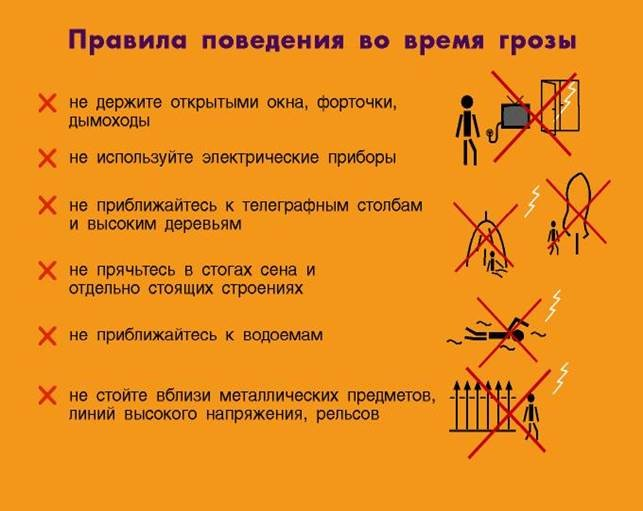 Правила поведения во время грозы
не держите открытыми окна, форточки,
дымоходы
не используйте электрические приборы
не приближайтесь к телеграфным столбам
и высоким деревьям
не прячьтесь в стогах сена и
отдельно стоящих строениях
не приближайтесь к водоемам
не стойте вблизи металлических предметов,
линий высокого напряжения, рельсов